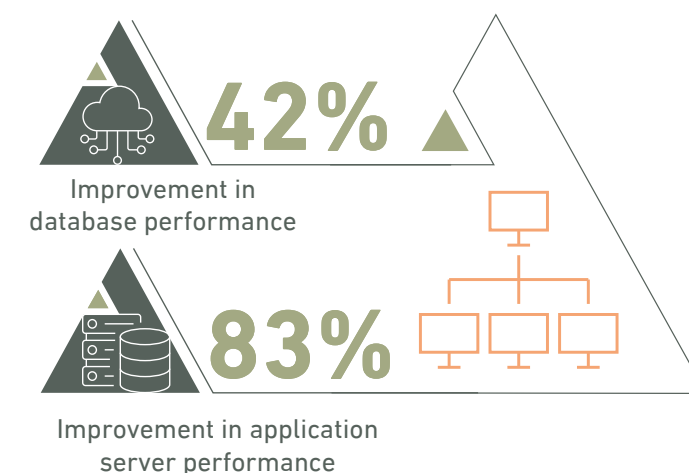 42%
Improvement in
database performance
83%
Improvement in application
server performance